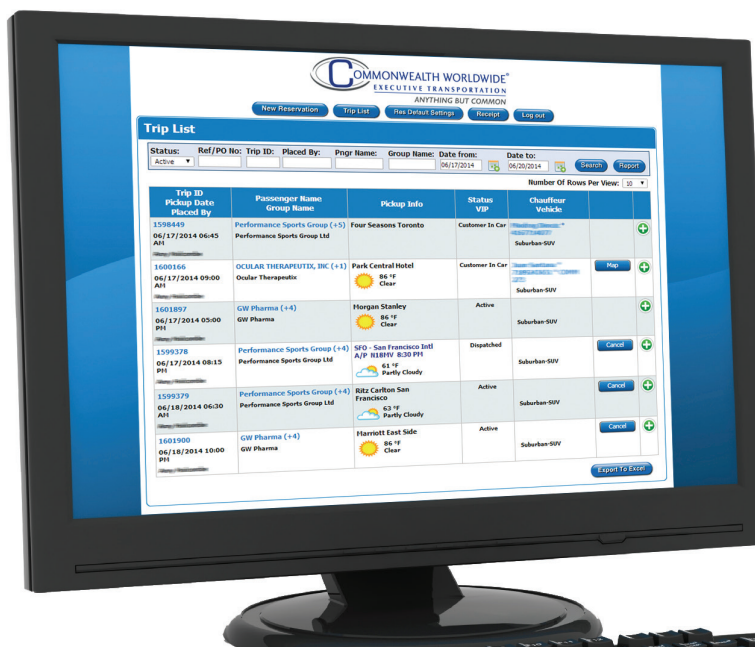 COMMONWEALTH WORLDWIDE®
EXECUTIVE TRANSPORTATION
ANYTHING BUT COMMON
New Reservation Trip List Res Default Settings Receipt Log out
Trip List
Status: Ref/PO No: Trip ID: Placed By: Pngr Name: Group Name: Date from: Date to:
Active 06/17/2014 06/20/2014 Search Report
Number Of Rows Per View: 10
Trip ID
Pickup Date
Placed By
Passenger Name
Group Name
Pickup Info
Status
VIP
Chauffeur
Vehicle
1598449 Performance Sports Group (+5) Four Seasons Toronto Customer In Car
06/17/2014 06:45 AM Performance Sports Group Ltd
Suburban-SUV
1600166 OCULAR THERAPEUTIX, INC (+1) Park Central Hotel Customer In Car Map
06/17/2014 09:00 AM Ocular Therapeutix 86 °F
Clear
Suburban-SUV
1601897 GW Pharma (+4) Morgan Stanley Active
06/17/2014 05:00 PM GW Pharma 86 °F
Clear
Suburban-SUV
1599378 Performance Sports Group (+4) SFO - San Francisco Intl A/P N18MV 8:30 PM Dispatched Cancel
06/17/2014 08:15 PM Performance Sports Group Ltd 61 °F
Partly Cloudy
Suburban-SUV
1599379 Performance Sports Group (+4) Ritz Carlton San Francisco Active Cancel
06/18/2014 06:30 AM Performance Sports Group Ltd 63 °F
Partly Cloudy
Suburban-SUV
1601900 GW Pharma (+4) Marriott East Side Active Cancel
06/18/2014 10:00 PM GW Pharma 86 °F
Clear
Suburban-SUV
Export To Excel